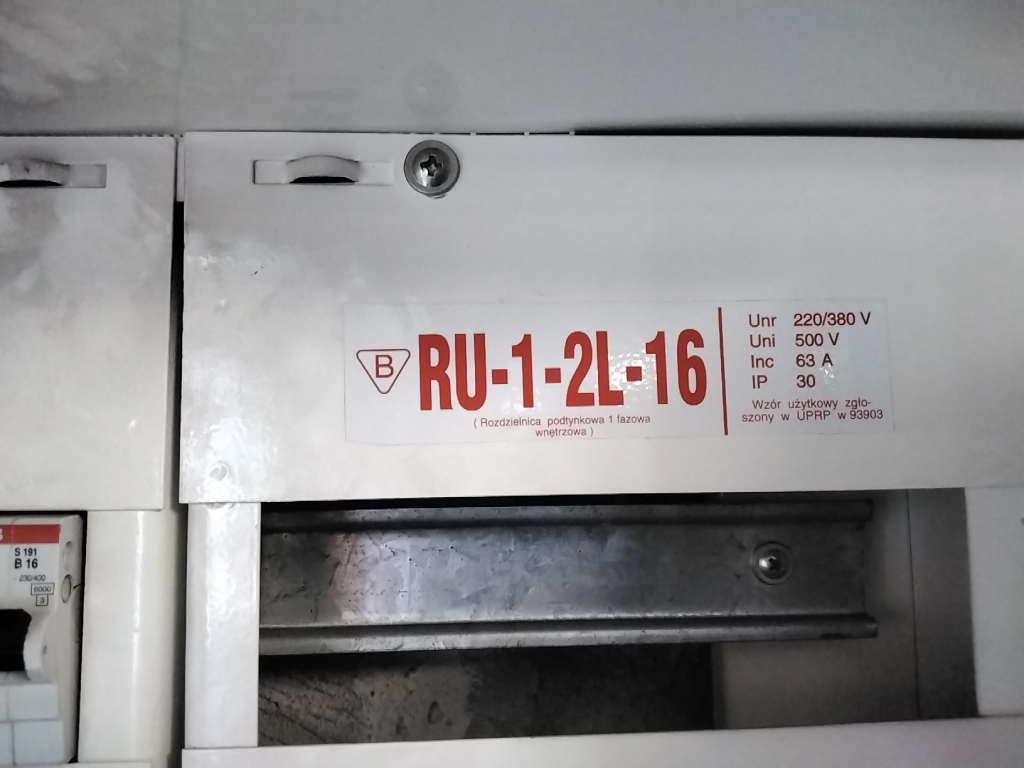 B
RU-1-2L-16
( Rozdzielnica podtynkowa 1 fazowa
wnętrzowa )
Unr 220/380 V
Uni 500 V
Inc 63 A
IP 30
Wzór użytkowy zgło-
szony w UPRP w 93903
S 191
B 16
230/400
6000
3